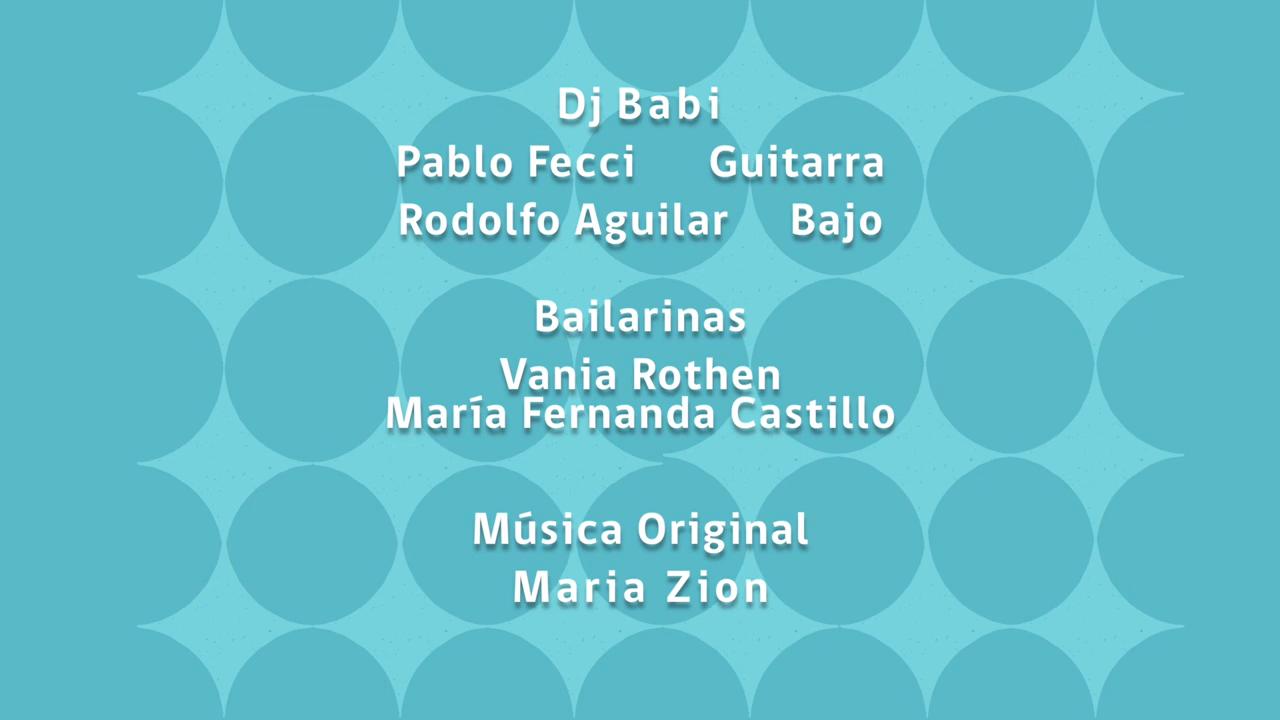 Dj Babi
Pablo Fecci Guitarra
Rodolfo Aguilar Bajo
Bailarinas
Vania Rothen
María Fernanda Castillo
Música Original
Maria Zion